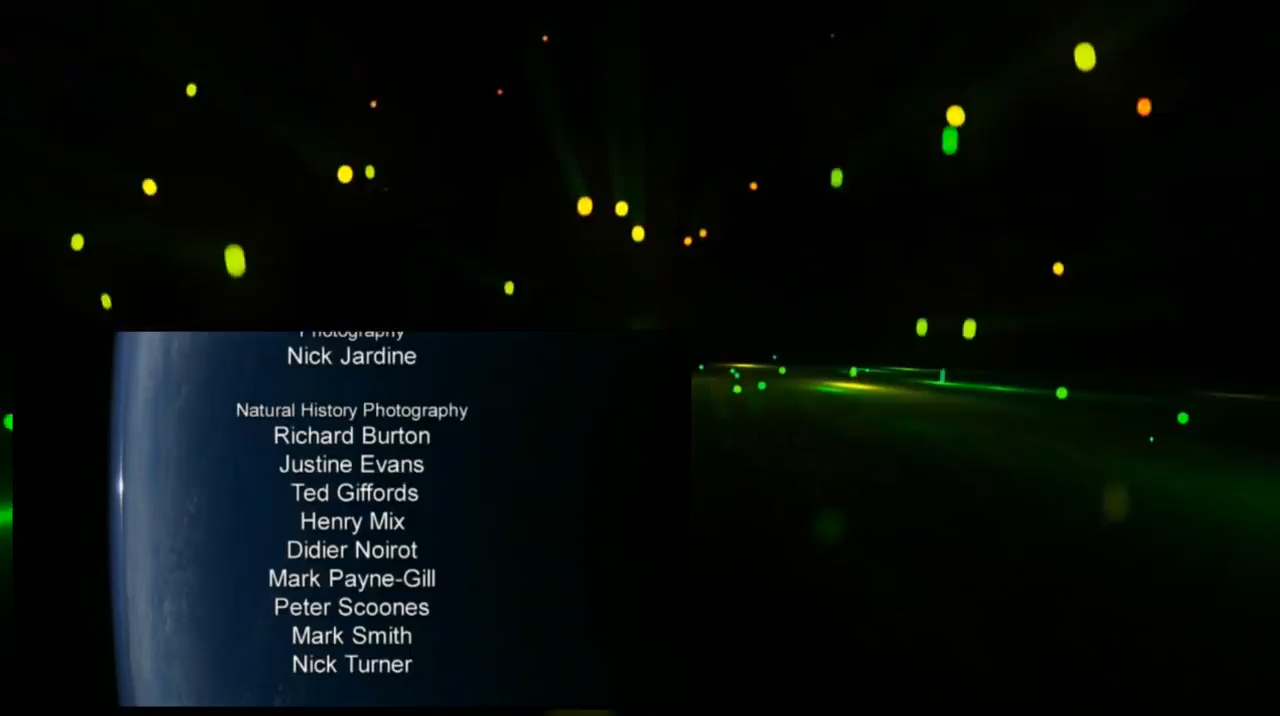 Photography
Nick Jardine
Natural History Photography
Richard Burton
Justine Evans
Ted Giffords
Henry Mix
Didier Noirot
Mark Payne-Gill
Peter Scoones
Mark Smith
Nick Turner